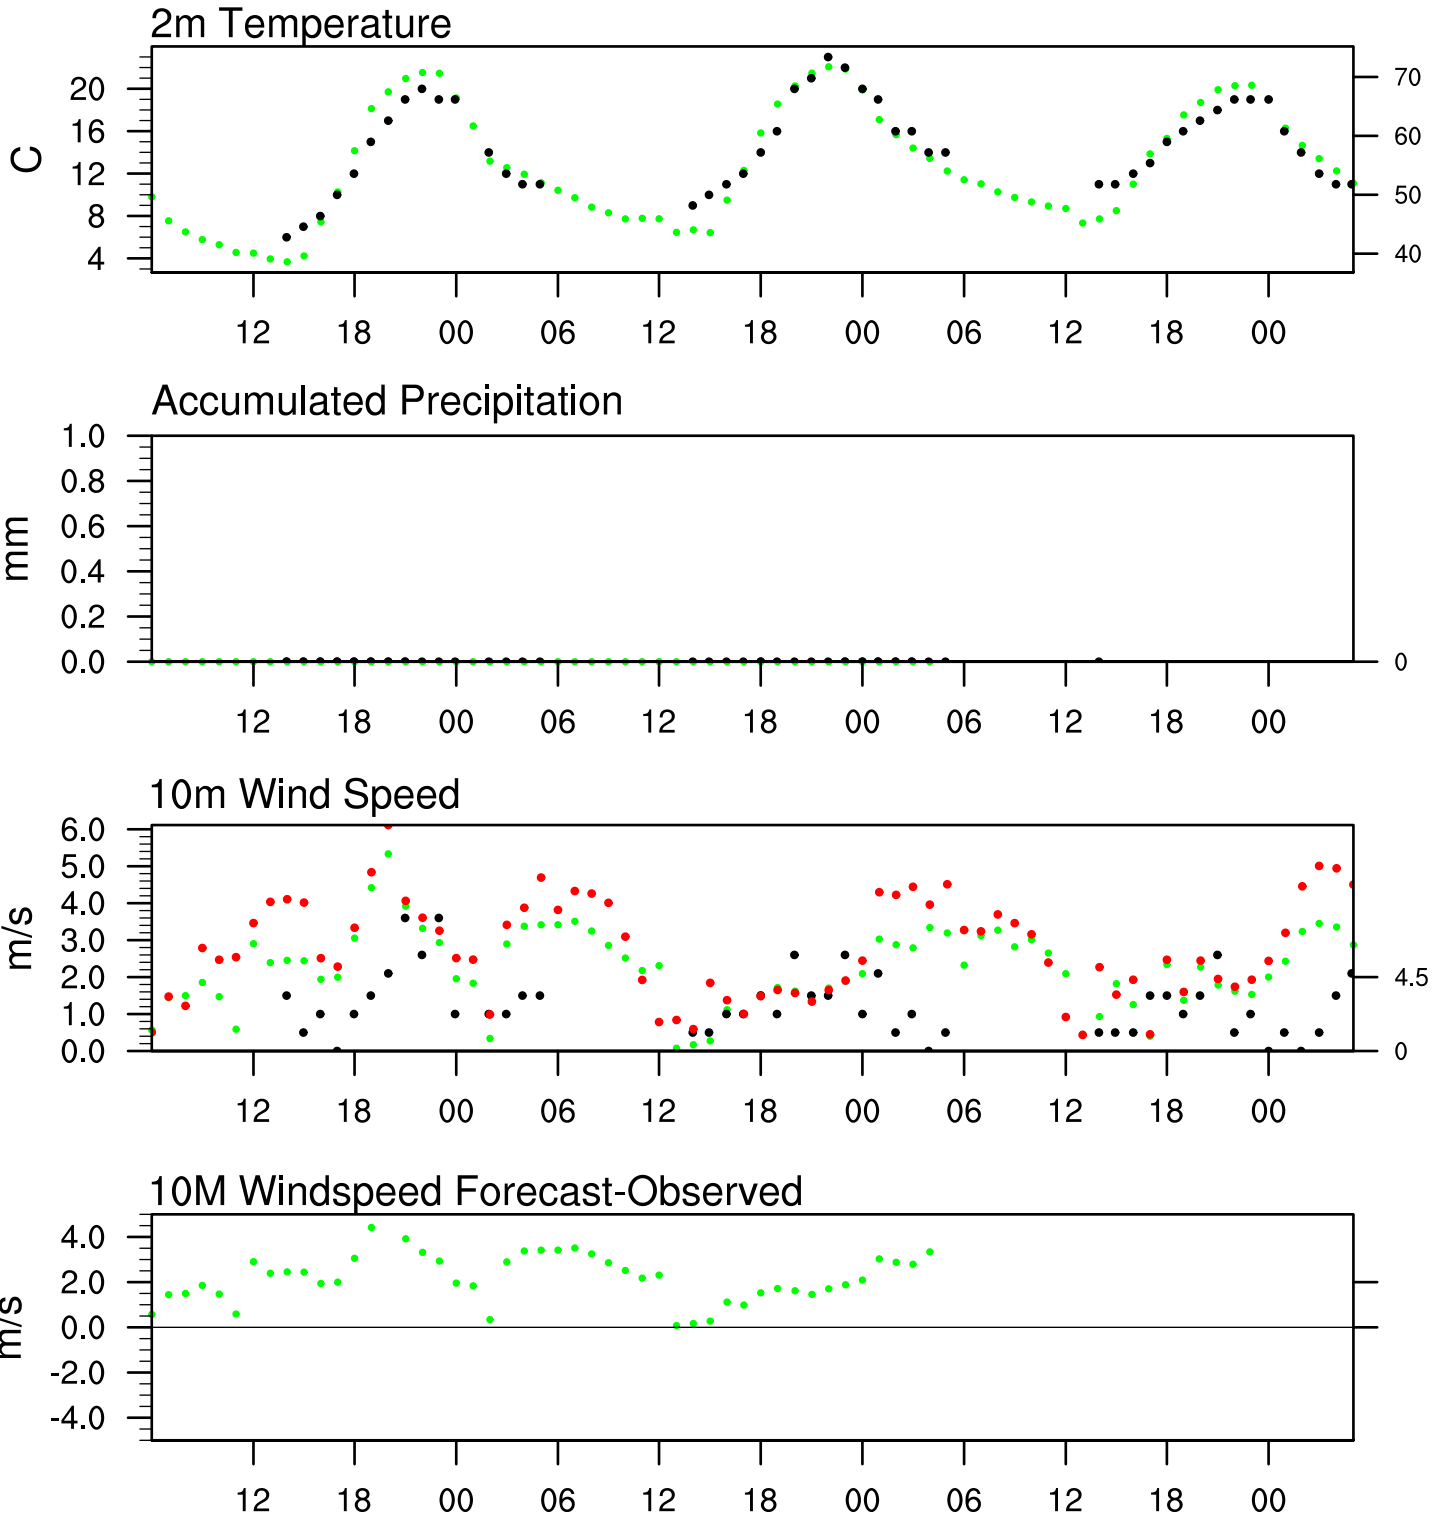 2m Temperature
C
20
16
12
8
4
70
60
50
40
12 18 00 06 12 18 00 06 12 18 00
Accumulated Precipitation
mm
1.0
0.8
0.6
0.4
0.2
0.0
0
12 18 00 06 12 18 00 06 12 18 00
10m Wind Speed
m/s
6.0
5.0
4.0
3.0
2.0
1.0
0.0
4.5
0
12 18 00 06 12 18 00 06 12 18 00
10M Windspeed Forecast-Observed
m/s
4.0
2.0
0.0
-2.0
-4.0
12 18 00 06 12 18 00 06 12 18 00